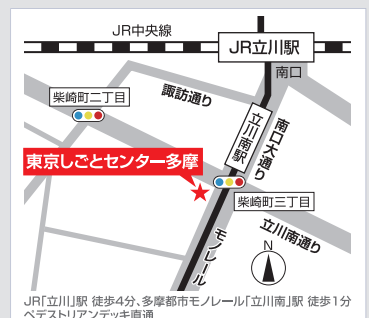 JR中央線
JR立川駅
南口
柴崎町二丁目
諏訪通り
立川南駅
南口大通り
東京しごとセンター多摩
柴崎町三丁目
立川南通り
モノレール
N
JR「立川」駅 徒歩4分、多摩都市モノレール「立川南」駅 徒歩1分
ペデストリアンデッキ直通